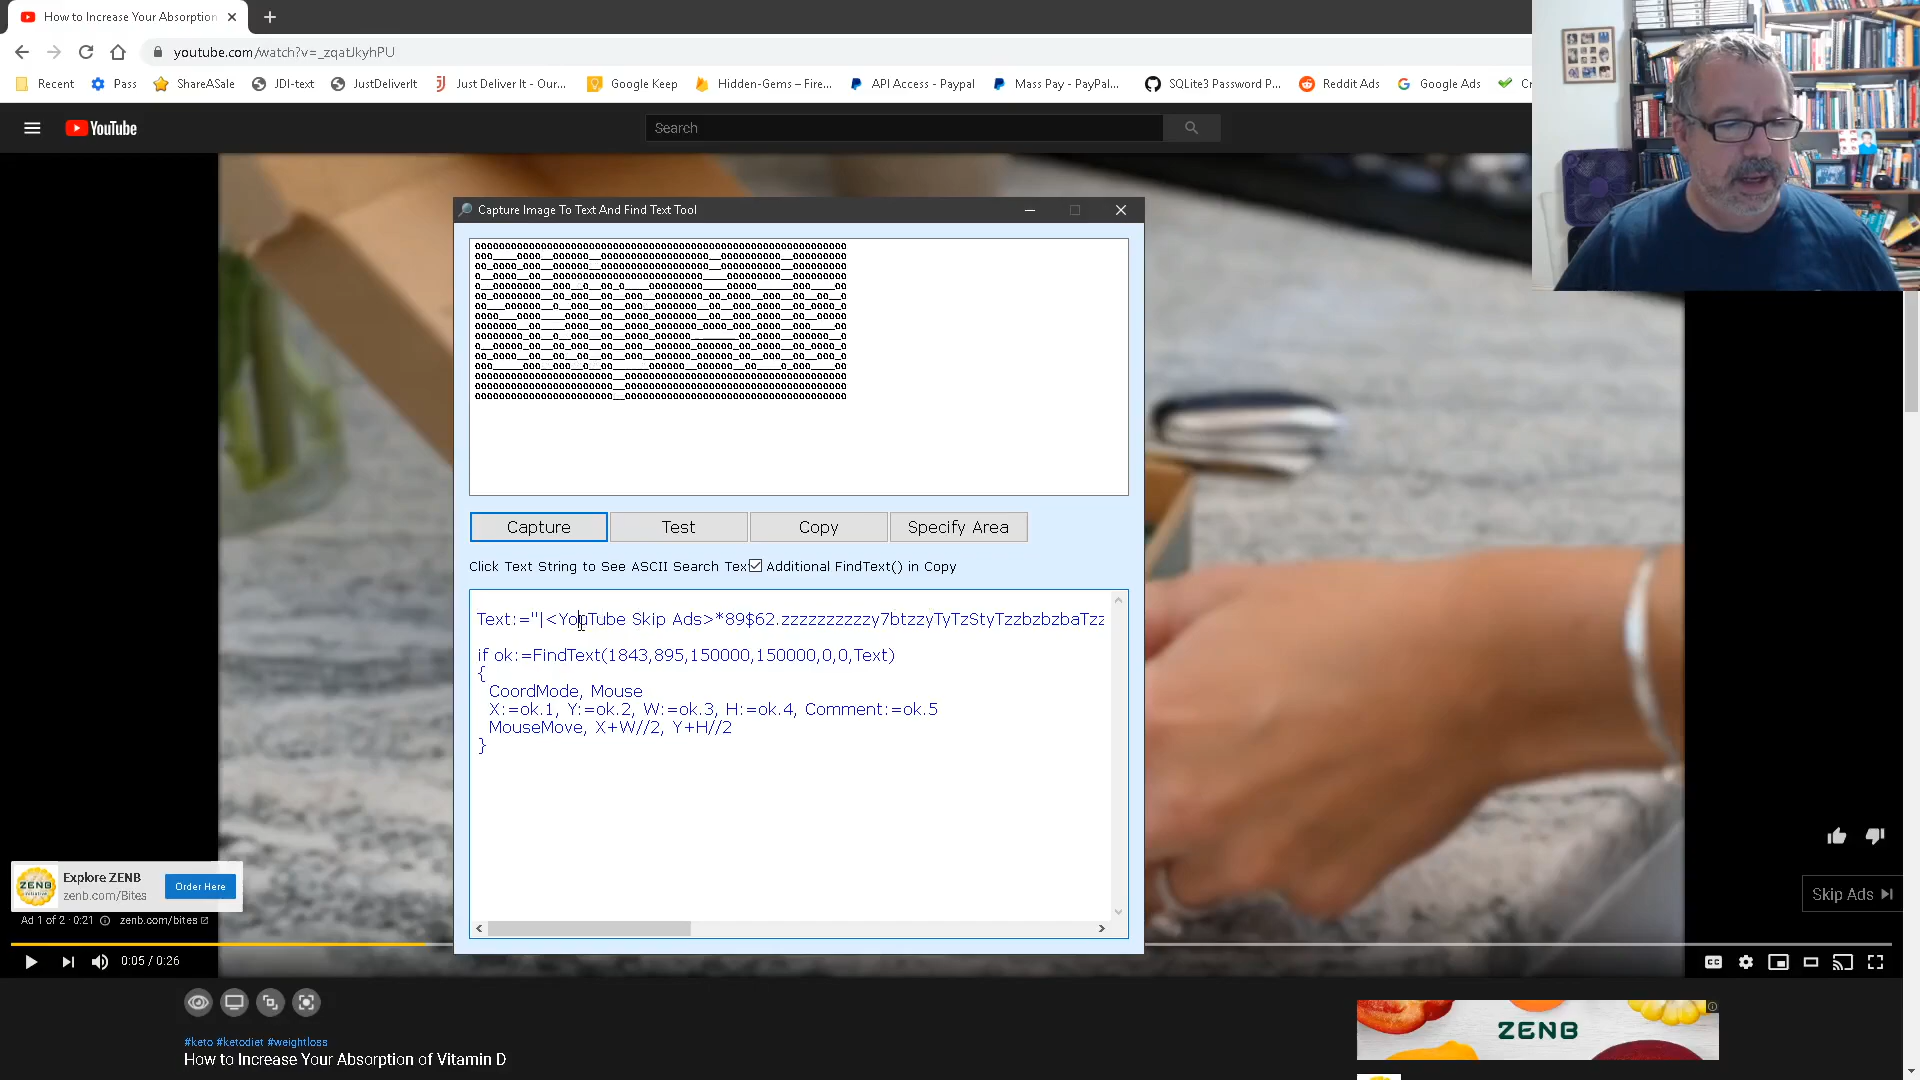 How to Increase Your Absorption
youtube.com/watch?v=_zqatJkyhPU
Recent
Pass
ShareASale
JDI-text
JustDeliverIt
Just Deliver It - Our...
Google Keep
Hidden-Gems – Fire...
API Access - Paypal
Mass Pay - PayPal...
SQLite3 Password P...
Reddit Ads
Google Ads
YouTube
Search
Capture Image To Text And Find Text Tool
Capture
Test
Copy
Specify Area
Click Text String to See ASCII Search Tex
Additional FindText() in Copy
Text:="|<YouTube Skip Ads>*89$62.zzzzzzzzzzy7btzzyTyTzStyTzzbzbzbaTzz
if ok:=FindText(1843,895,150000,150000,0,0,Text)
{
CoordMode, Mouse
X:=ok.1, Y:=ok.2, W:=ok.3, H:=ok.4, Comment:=ok.5
MouseMove, X+W//2, Y+H//2
}
ZENB
Explore ZENB
zenb.com/Bites
Order Here
Ad 1 of 2 · 0:21
zenb.com/bites
Skip Ads
0:05 / 0:26
CC
#keto #ketodiet #weightloss
How to Increase Your Absorption of Vitamin D
ZENB